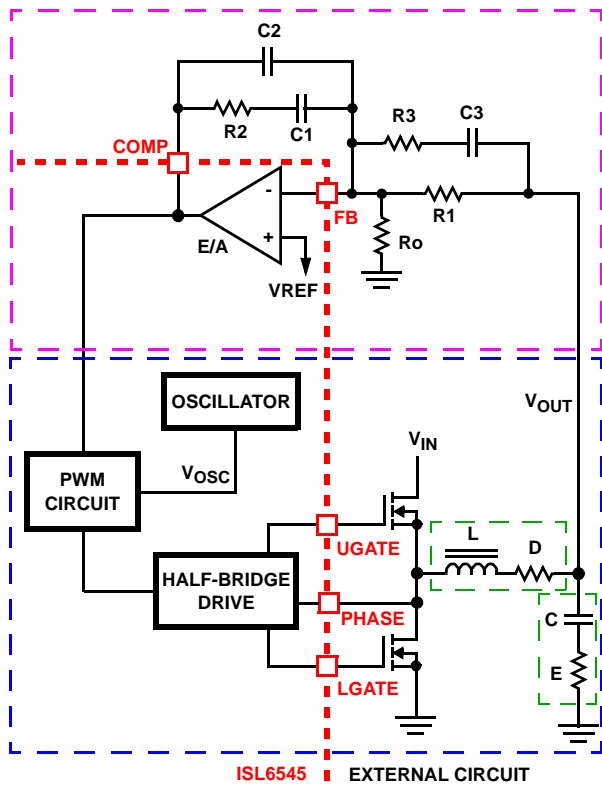 C2
R2
C1
R3
C3
COMP
-
+
E/A
FB
R1
Ro
VREF
OSCILLATOR
VOUT
PWM
CIRCUIT
VOSC
VIN
UGATE
L
D
HALF-BRIDGE
DRIVE
PHASE
C
E
LGATE
ISL6545
EXTERNAL CIRCUIT